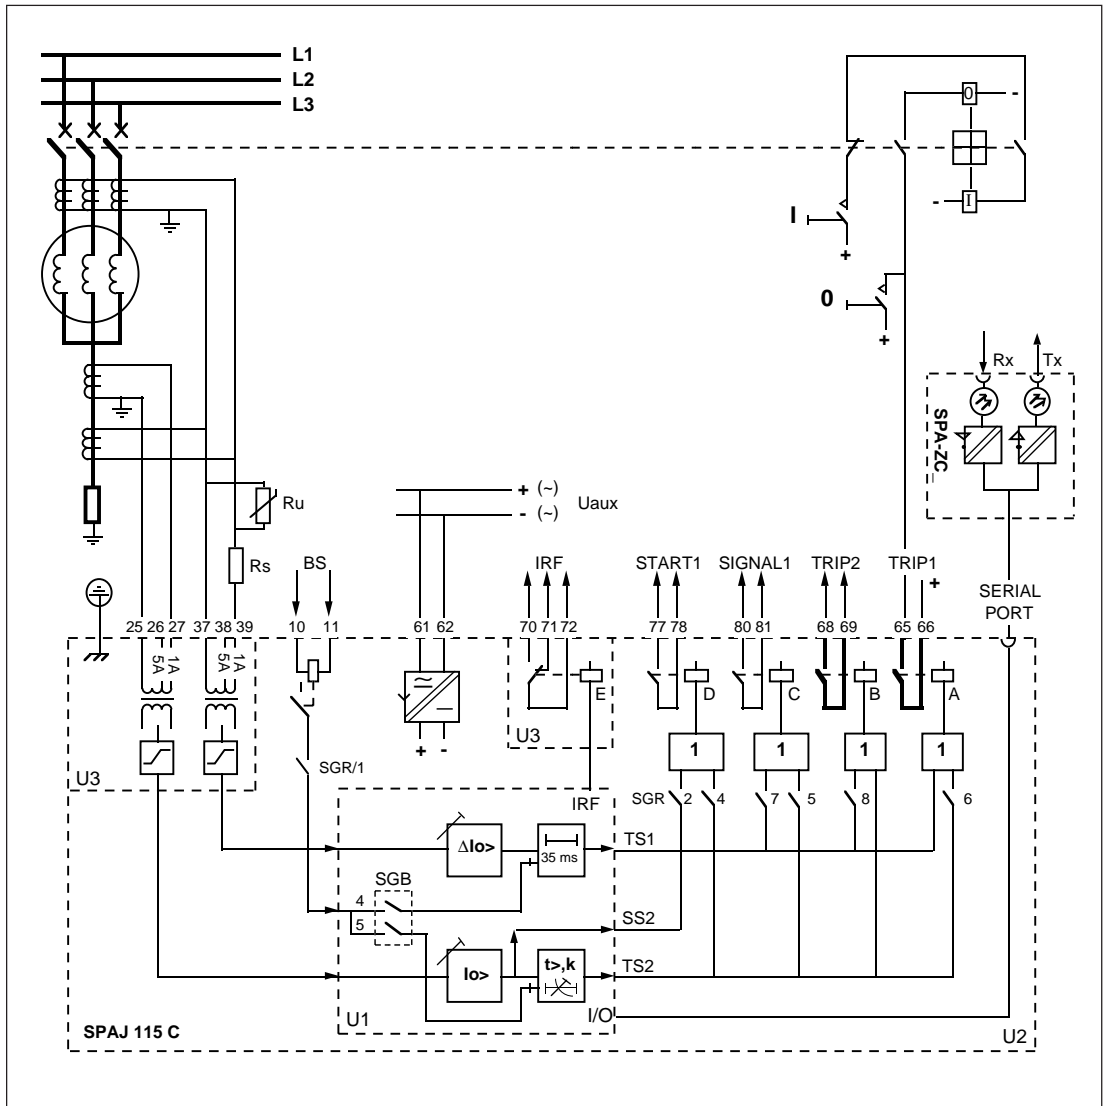 L1
L2
L3
0
-
- I
I
+
0
+
Rx Tx
SPA-ZC_
+ (~)
- (~)
Uaux
Ru
Rs
BS
IRF
START1
SIGNAL1
TRIP2
TRIP1
+
SERIAL
PORT
25 26 27 37 38 39 10 11 61 62 70 71 72 77 78 80 81 68 69 65 66
5A 1A
5A 1A
E
D
C
B
A
+ -
U3
U3
1
1
1
1
SGR/1
IRF
SGR 2 4 7 5 8 6
∆Io>
35 ms
TS1
SGB
4
5
SS2
Io>
t>,k
TS2
I/O
U1
SPAJ 115 C
U2